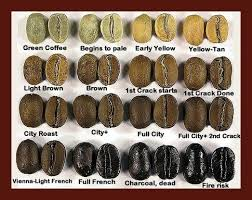 Green Coffee Begins to pale Early Yellow Yellow-Tan
Light Brown Brown 1st Crack starts 1st Crack Done
City Roast City+ Full City Full City+ 2nd Crack
Vienna-Light French Full French Charcoal, dead Fire risk